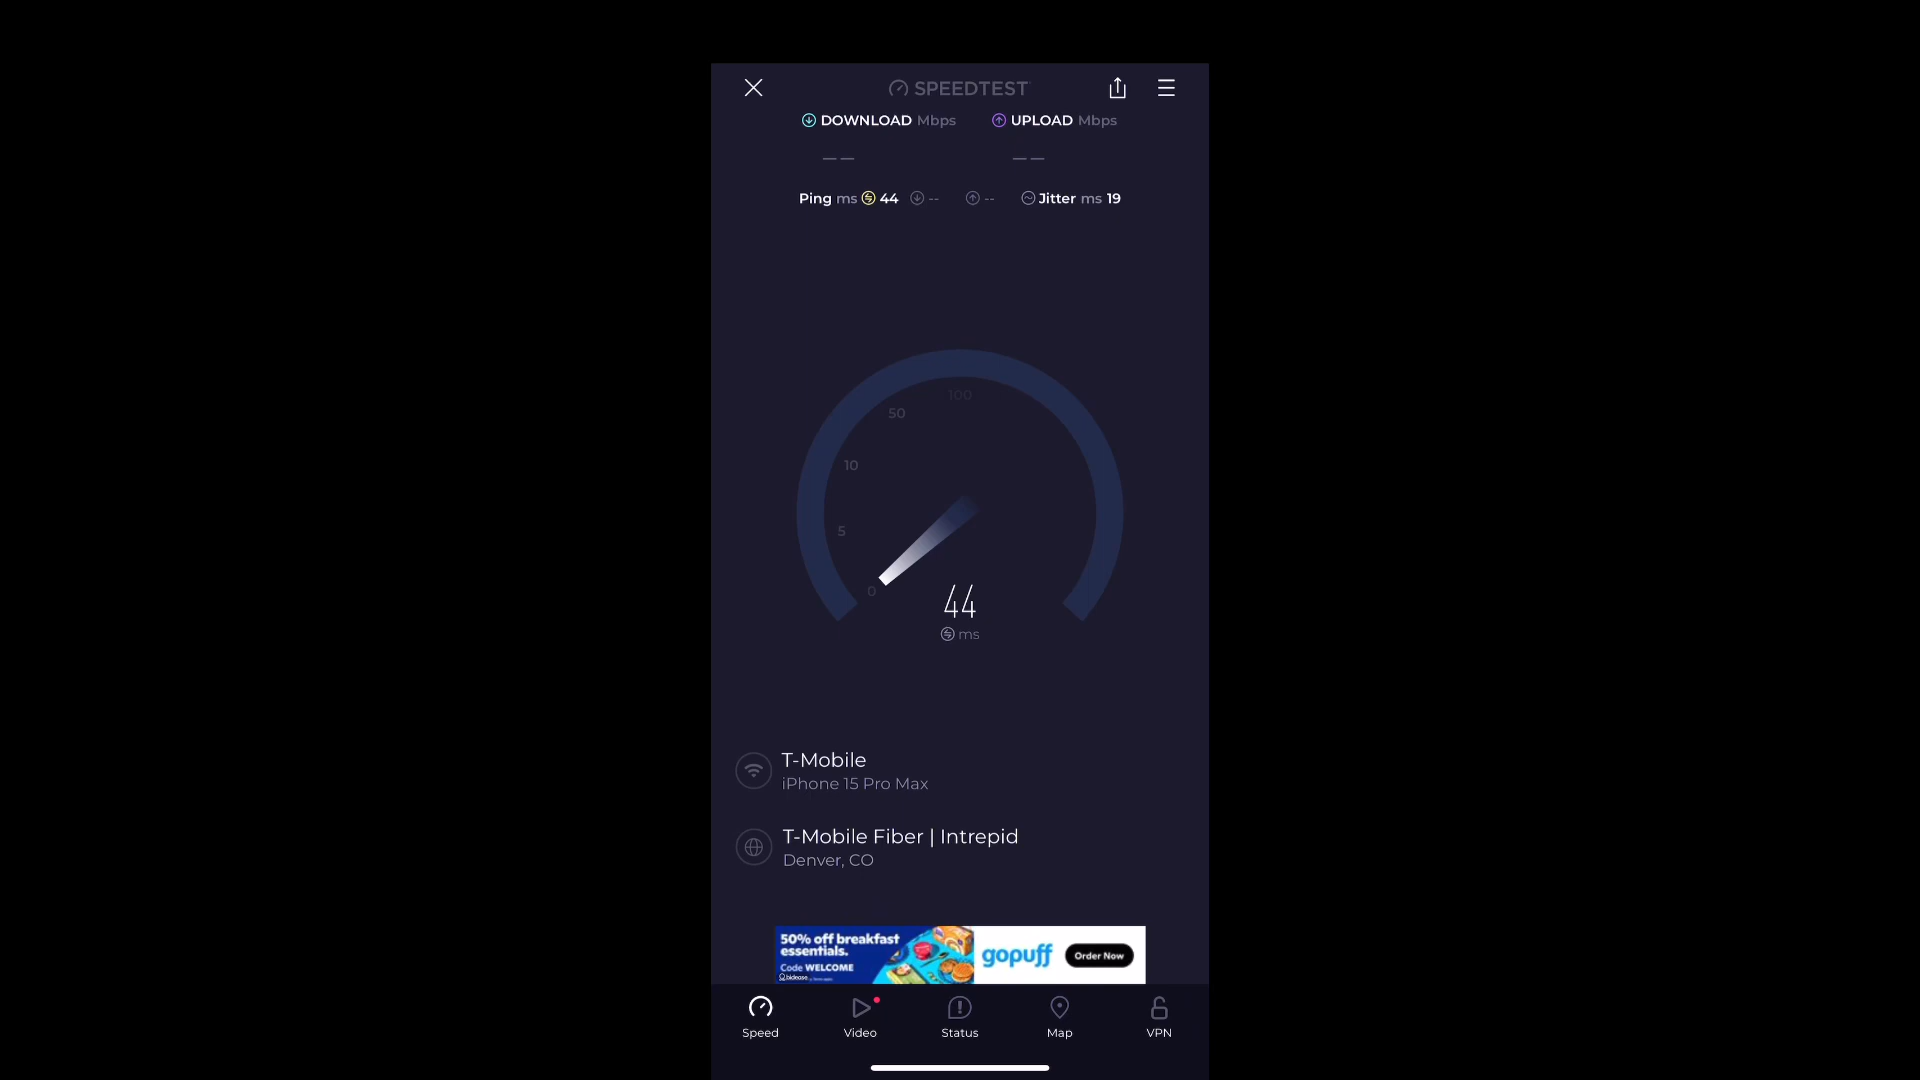 SPEEDTEST
DOWNLOAD Mbps UPLOAD Mbps
— — — —
Ping ms 44 -- -- Jitter ms 19
100
50
10
5
0
44
ms
T-Mobile
iPhone 15 Pro Max
T-Mobile Fiber | Intrepid
Denver, CO
50% off breakfast
essentials.
Code WELCOME
bidease
gopuff
Order Now
Speed Video Status Map VPN